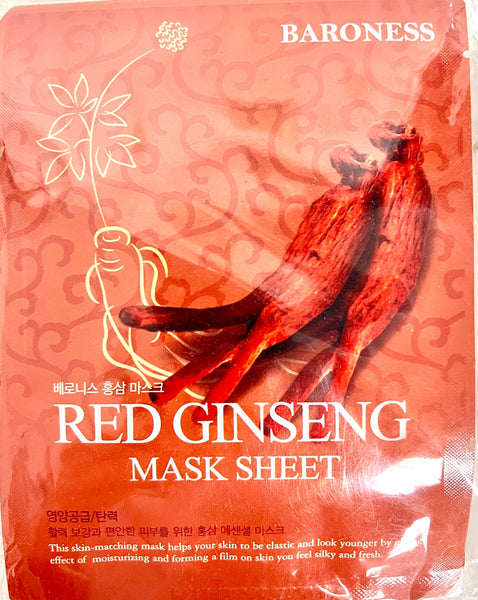 BARONESS
베로니스 홍삼 마스크
RED GINSENG
MASK SHEET
영양공급/탄력
활력 보강과 편안한 피부를 위한 홍삼 에센셜 마스크
This skin-matching mask helps your skin to be elastic and look younger by
effect of moisturizing and forming a film on skin you feel silky and fresh.